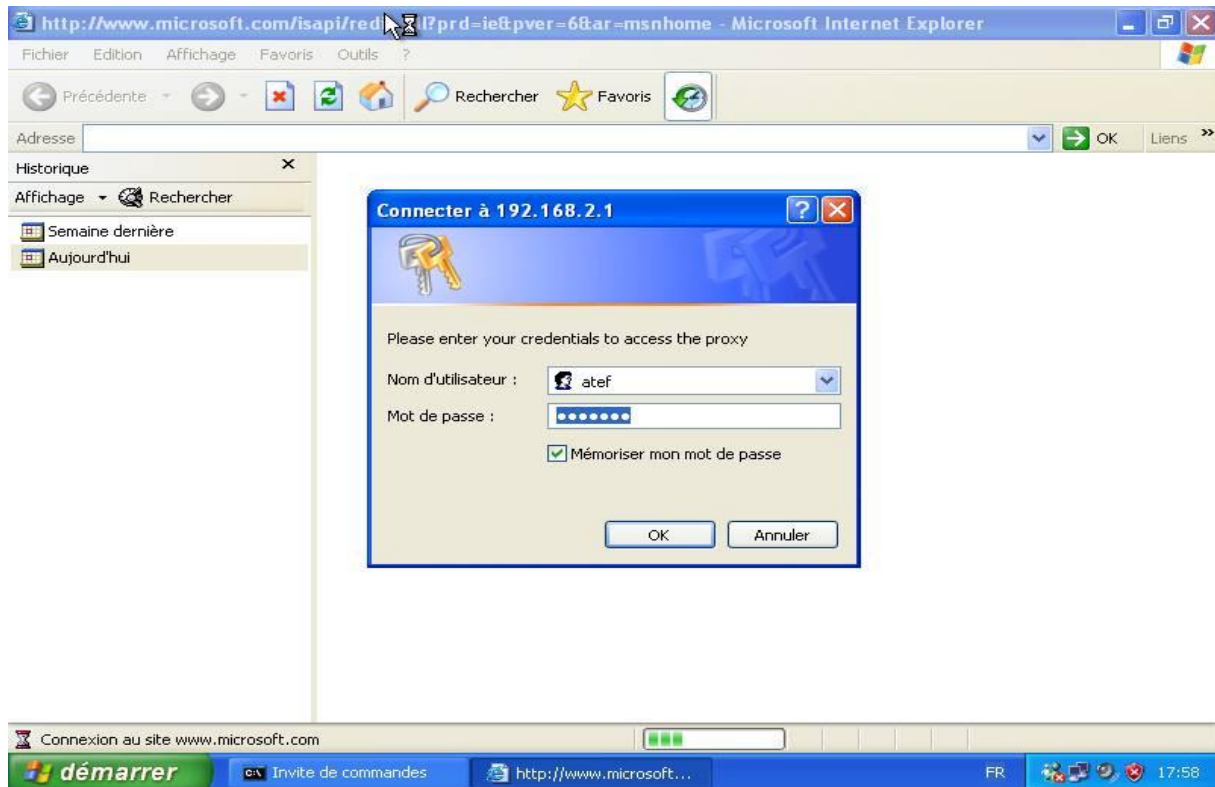 http://www.microsoft.com/isapi/red ll?prd=ie&pver=6&ar=msnhome - Microsoft Internet Explorer
Fichier Edition Affichage Favoris Outils ?
Précédente Rechercher Favoris
Adresse OK Liens »
Historique
Affichage Rechercher
Semaine dernière
Aujourd'hui
Connecter à 192.168.2.1
Please enter your credentials to access the proxy
Nom d'utilisateur : atef
Mot de passe : •••••••
Mémoriser mon mot de passe
OK Annuler
Connexion au site www.microsoft.com
démarrer Invite de commandes http://www.microsoft... FR 17:58